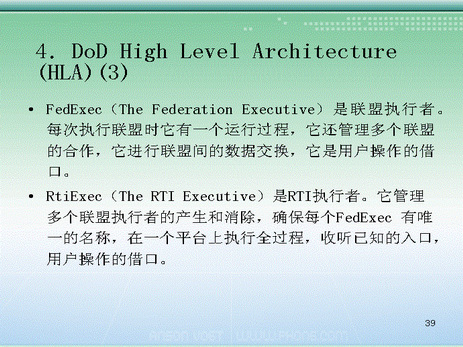 4. DoD High Level Architecture
(HLA)(3)
• FedExec（The Federation Executive）是联盟执行者。
每次执行联盟时它有一个运行过程，它还管理多个联盟
的合作，它进行联盟间的数据交换，它是用户操作的借
口。
• RtiExec（The RTI Executive）是RTI执行者。它管理
多个联盟执行者的产生和消除，确保每个FedExec 有唯
一的名称，在一个平台上执行全过程，收听已知的入口，
用户操作的借口。
39